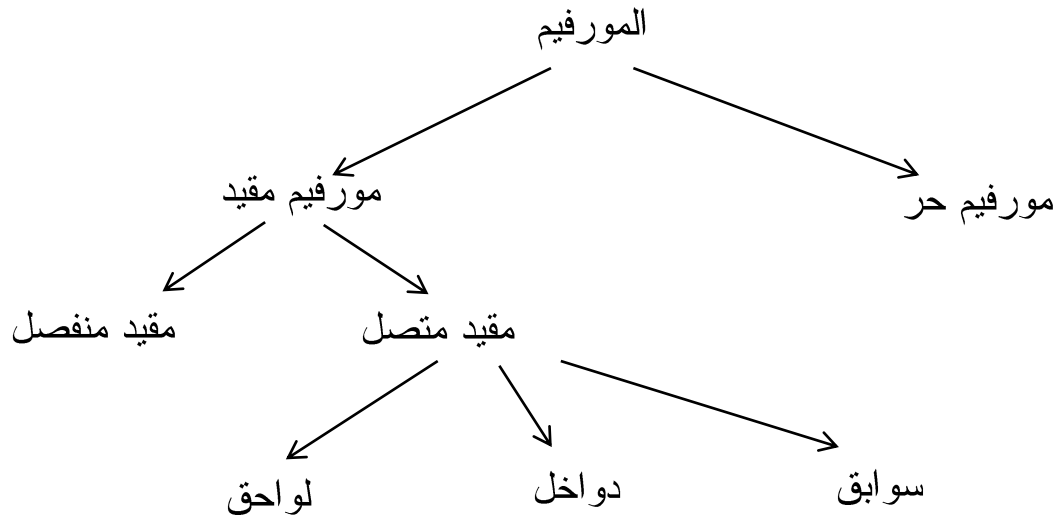 المورفيم
مورفيم حر
مورفيم مقيد
مقيد متصل
مقيد منفصل
سوابق
دواخل
لواحق